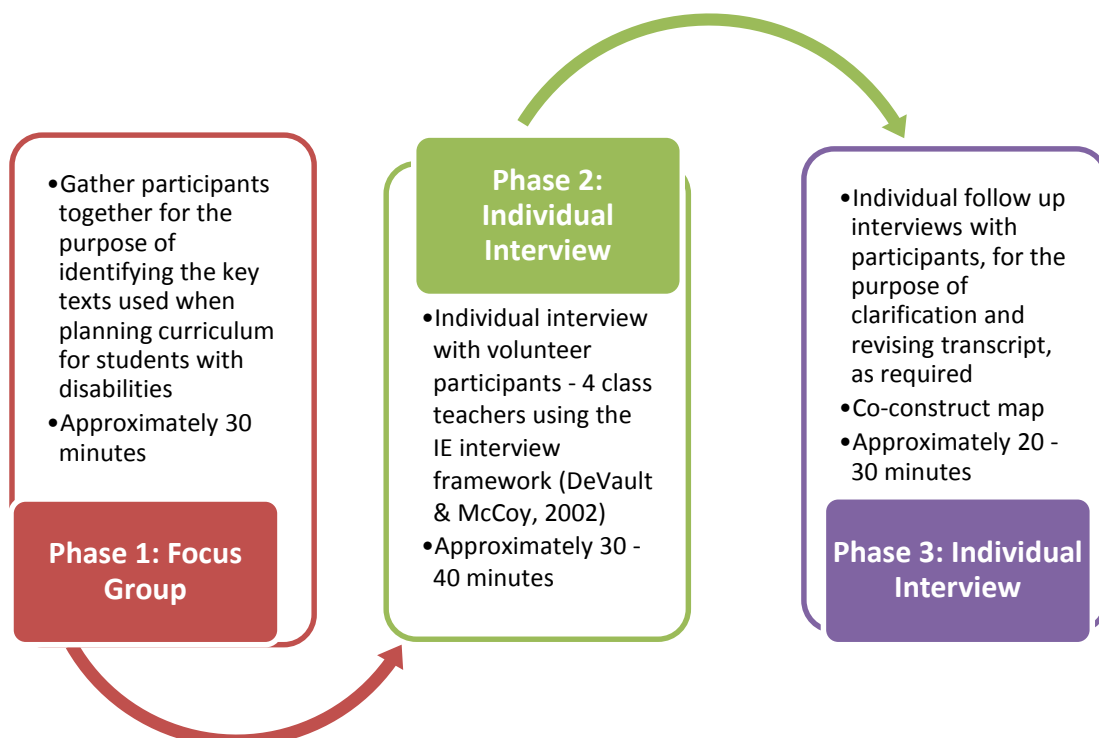 •Gather participants
together for the
purpose of
identifying the key
texts used when
planning curriculum
for students with
disabilities
•Approximately 30
minutes
Phase 1: Focus
Group
Phase 2:
Individual
Interview
•Individual interview
with volunteer
participants - 4 class
teachers using the
IE interview
framework (DeVault
& McCoy, 2002)
•Approximately 30 -
40 minutes
•Individual follow up
interviews with
participants, for the
purpose of
clarification and
revising transcript,
as required
•Co-construct map
•Approximately 20 -
30 minutes
Phase 3: Individual
Interview